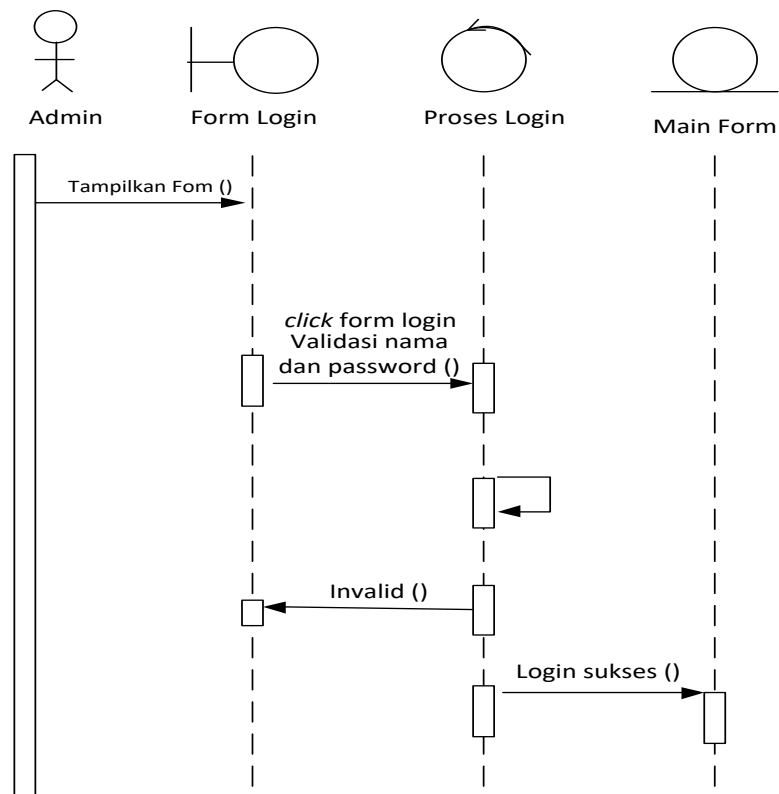 Admin
Form Login
Proses Login
Main Form
Tampilkan Fom ()
click form login
Validasi nama
dan password ()
Invalid ()
Login sukses ()